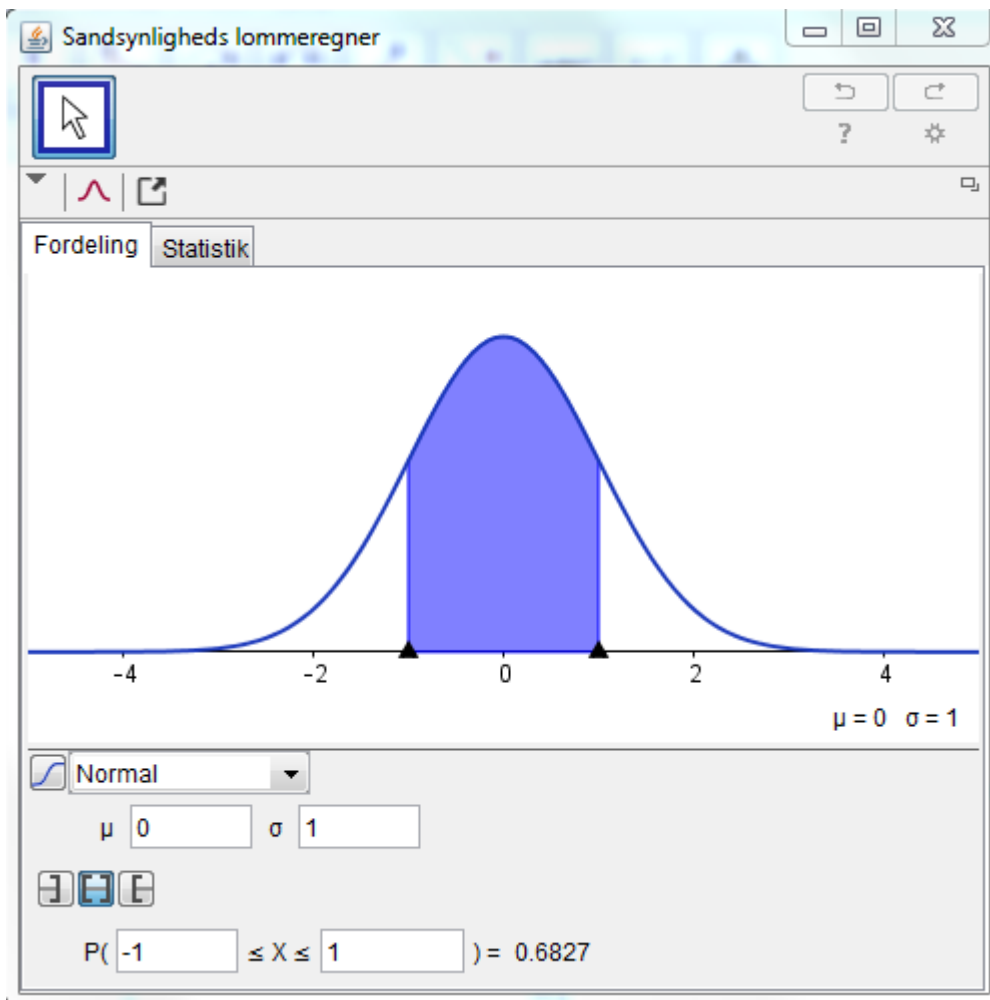 Sandsynligheds lommeregner
?
Fordeling Statistik
-4 -2 0 2 4
μ = 0 σ = 1
Normal
μ 0 σ 1
P( -1 ≤ X ≤ 1 ) = 0.6827